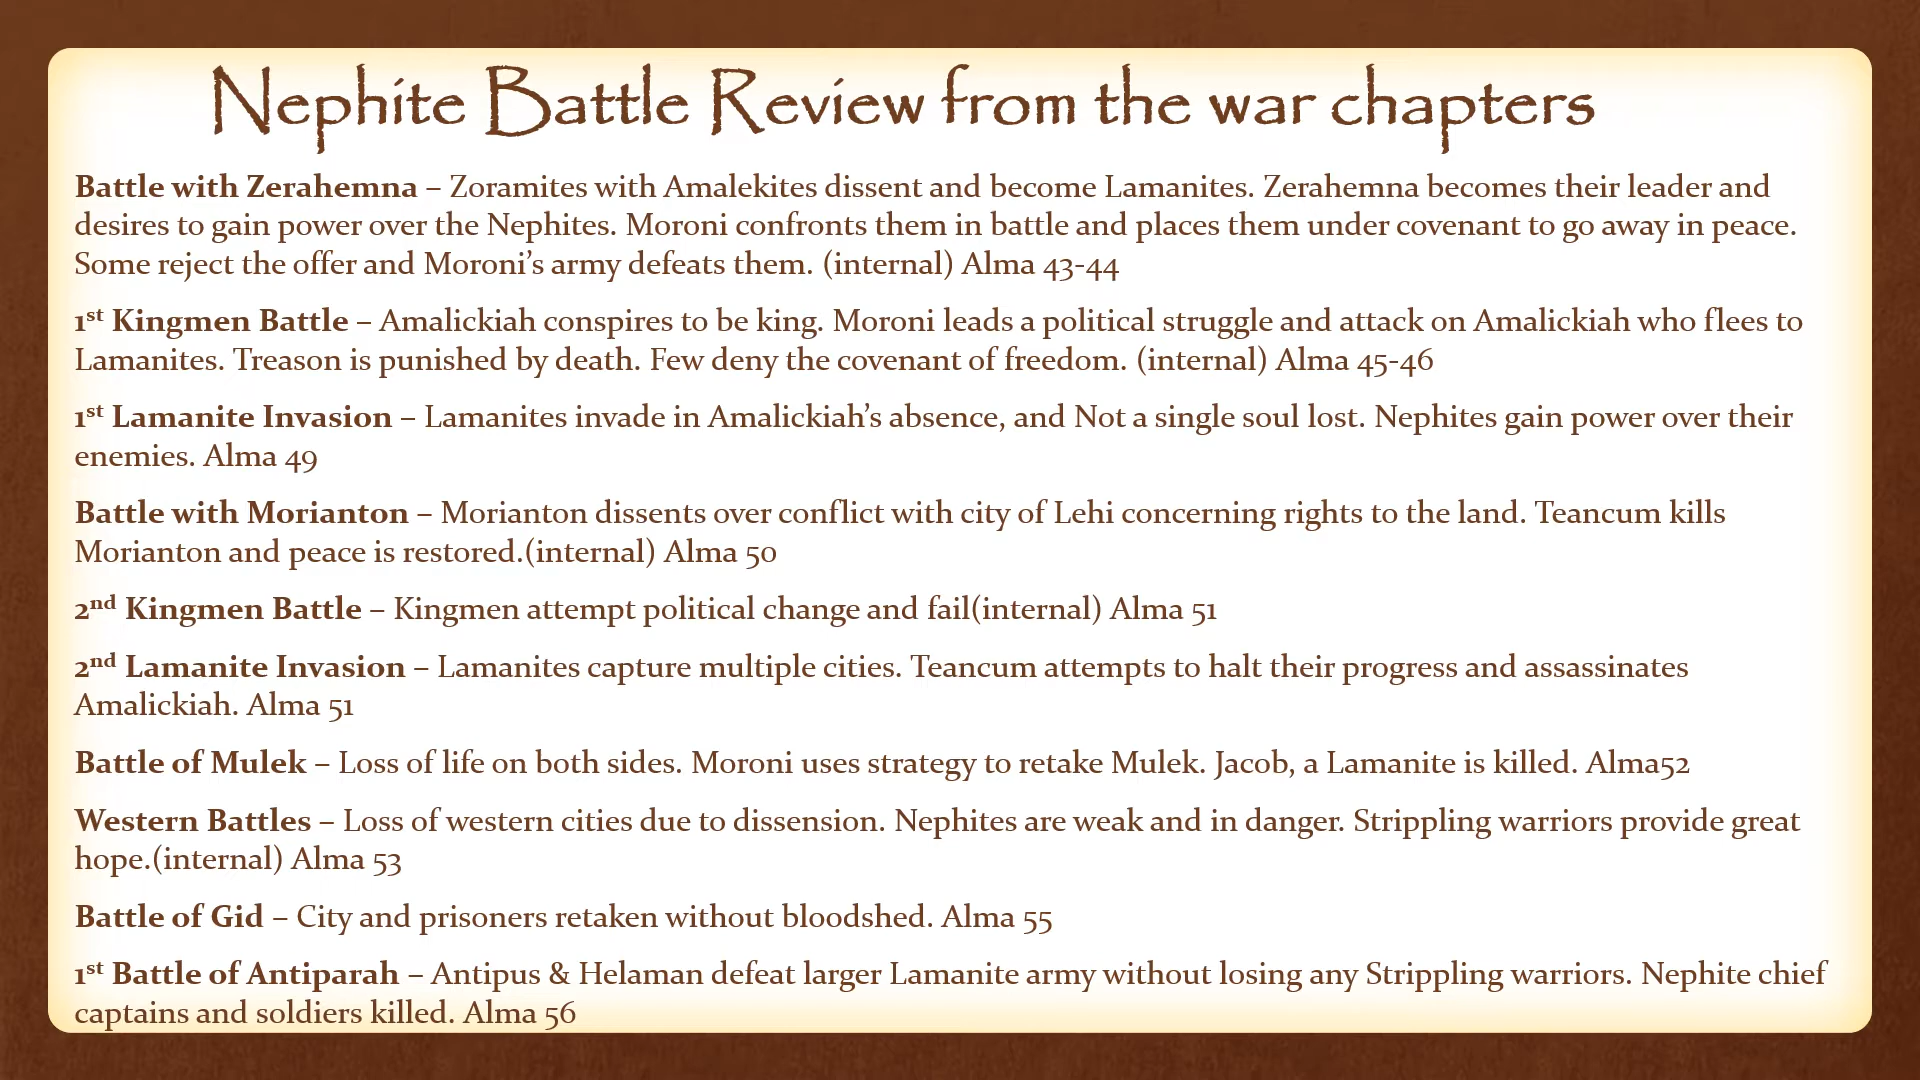 Nephite Battle Review from the war chapters
Battle with Zerahemna – Zoramites with Amalekites dissent and become Lamanites. Zerahemna becomes their leader and
desires to gain power over the Nephites. Moroni confronts them in battle and places them under covenant to go away in peace.
Some reject the offer and Moroni's army defeats them. (internal) Alma 43-44
1st Kingmen Battle – Amalickiah conspires to be king. Moroni leads a political struggle and attack on Amalickiah who flees to
Lamanites. Treason is punished by death. Few deny the covenant of freedom. (internal) Alma 45-46
1st Lamanite Invasion – Lamanites invade in Amalickiah's absence, and Not a single soul lost. Nephites gain power over their
enemies. Alma 49
Battle with Morianton – Morianton dissents over conflict with city of Lehi concerning rights to the land. Teancum kills
Morianton and peace is restored.(internal) Alma 50
2nd Kingmen Battle – Kingmen attempt political change and fail(internal) Alma 51
2nd Lamanite Invasion – Lamanites capture multiple cities. Teancum attempts to halt their progress and assassinates
Amalickiah. Alma 51
Battle of Mulek – Loss of life on both sides. Moroni uses strategy to retake Mulek. Jacob, a Lamanite is killed. Alma52
Western Battles – Loss of western cities due to dissension. Nephites are weak and in danger. Strippling warriors provide great
hope.(internal) Alma 53
Battle of Gid – City and prisoners retaken without bloodshed. Alma 55
1st Battle of Antiparah – Antipus & Helaman defeat larger Lamanite army without losing any Strippling warriors. Nephite chief
captains and soldiers killed. Alma 56